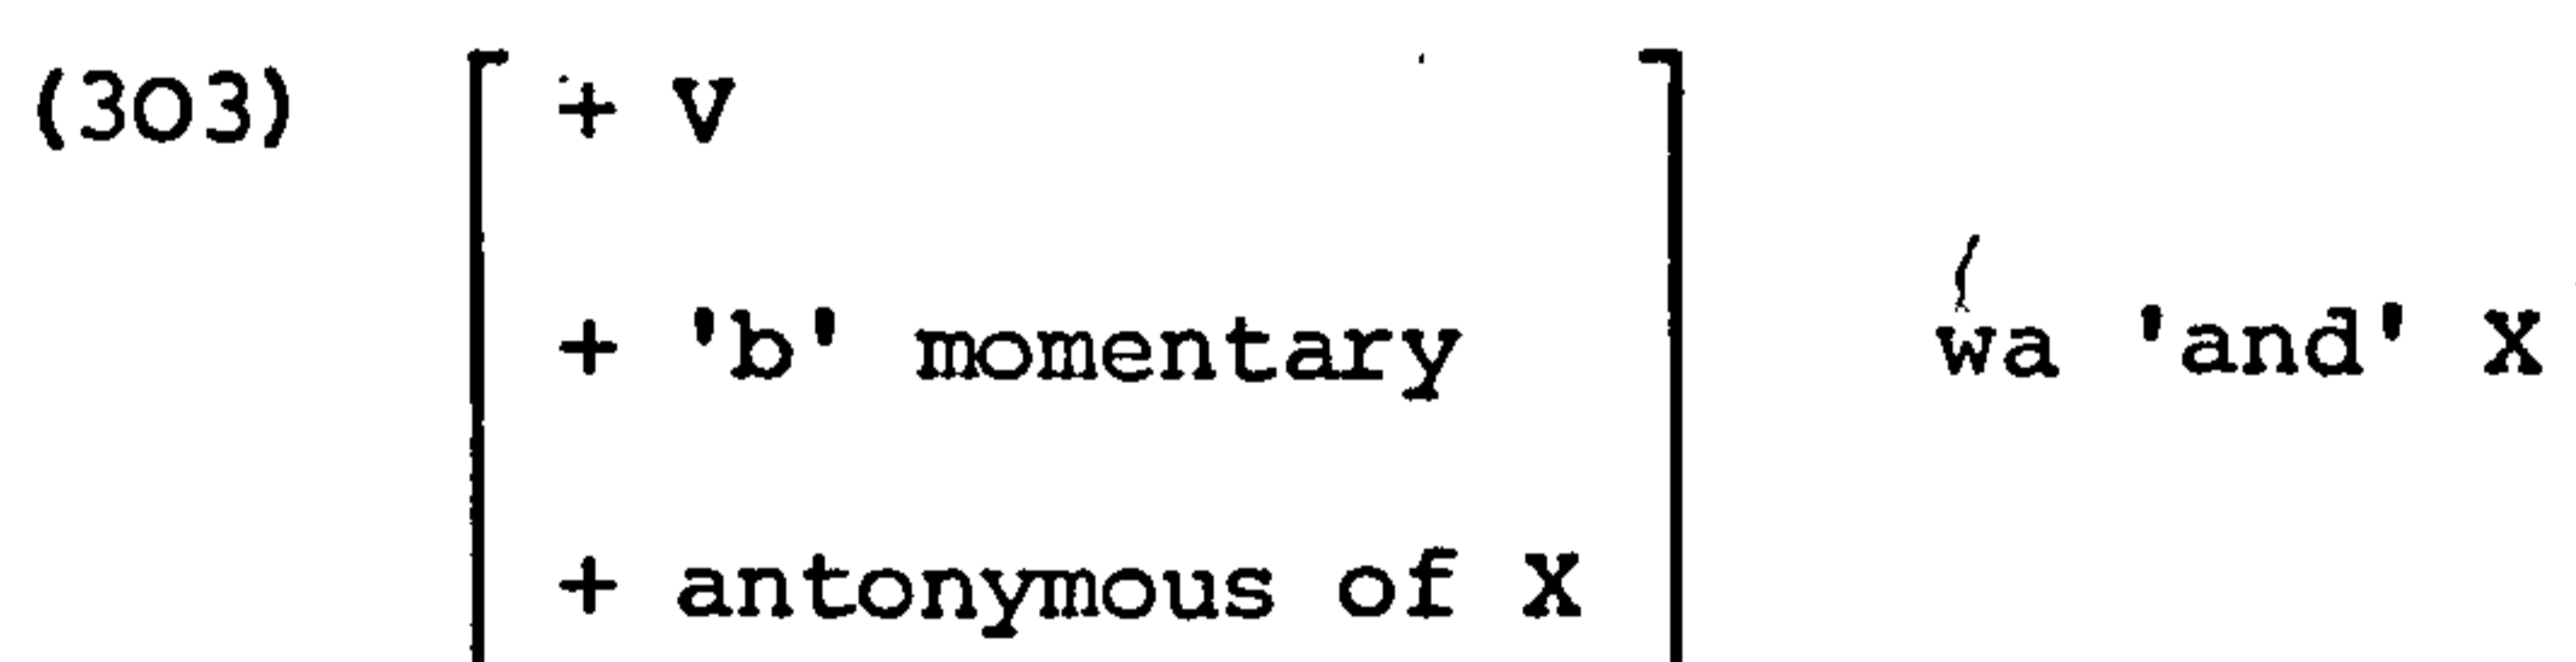 (303) + V
+ 'b' momentary wa 'and' X
+ antonymous of X